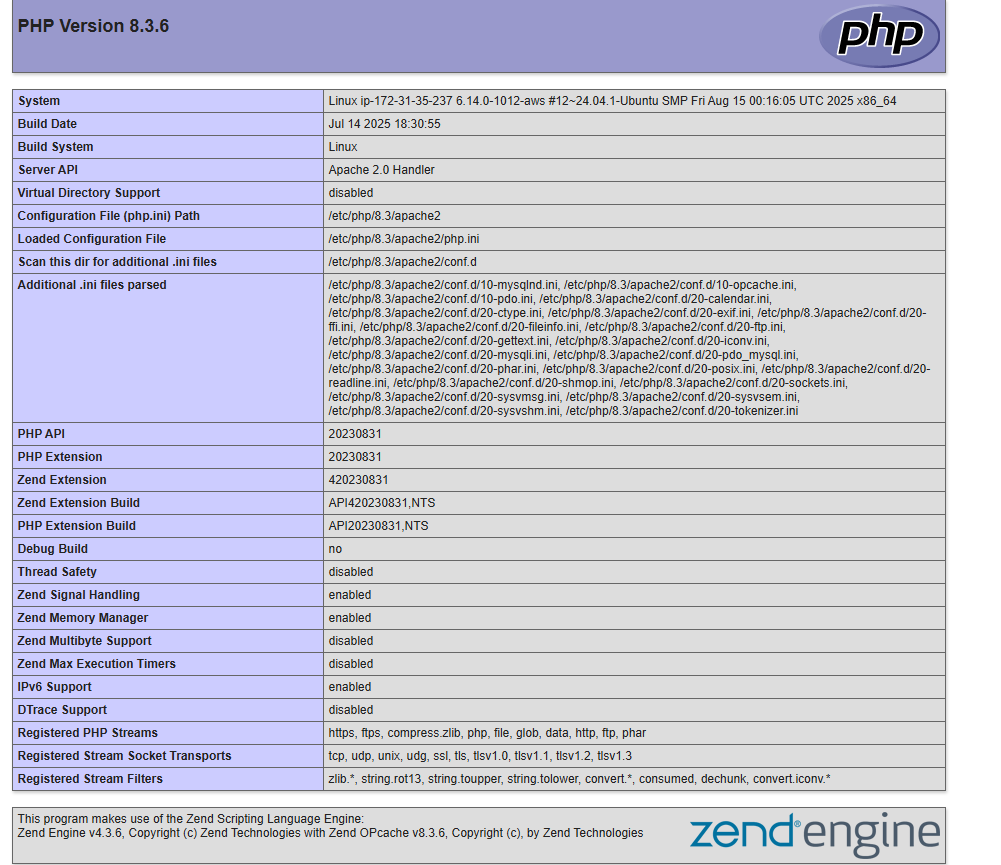 PHP Version 8.3.6
php
System Linux ip-172-31-35-237 6.14.0-1012-aws #12~24.04.1-Ubuntu SMP Fri Aug 15 00:16:05 UTC 2025 x86_64
Build Date Jul 14 2025 18:30:55
Build System Linux
Server API Apache 2.0 Handler
Virtual Directory Support disabled
Configuration File (php.ini) Path /etc/php/8.3/apache2
Loaded Configuration File /etc/php/8.3/apache2/php.ini
Scan this dir for additional .ini files /etc/php/8.3/apache2/conf.d
Additional .ini files parsed /etc/php/8.3/apache2/conf.d/10-mysqlnd.ini, /etc/php/8.3/apache2/conf.d/10-opcache.ini,
/etc/php/8.3/apache2/conf.d/10-pdo.ini, /etc/php/8.3/apache2/conf.d/20-calendar.ini,
/etc/php/8.3/apache2/conf.d/20-ctype.ini, /etc/php/8.3/apache2/conf.d/20-exif.ini, /etc/php/8.3/apache2/conf.d/20-
ffi.ini, /etc/php/8.3/apache2/conf.d/20-fileinfo.ini, /etc/php/8.3/apache2/conf.d/20-ftp.ini,
/etc/php/8.3/apache2/conf.d/20-gettext.ini, /etc/php/8.3/apache2/conf.d/20-iconv.ini,
/etc/php/8.3/apache2/conf.d/20-mysqli.ini, /etc/php/8.3/apache2/conf.d/20-pdo_mysql.ini,
/etc/php/8.3/apache2/conf.d/20-phar.ini, /etc/php/8.3/apache2/conf.d/20-posix.ini, /etc/php/8.3/apache2/conf.d/20-
readline.ini, /etc/php/8.3/apache2/conf.d/20-shmop.ini, /etc/php/8.3/apache2/conf.d/20-sockets.ini,
/etc/php/8.3/apache2/conf.d/20-sysvmsg.ini, /etc/php/8.3/apache2/conf.d/20-sysvsem.ini,
/etc/php/8.3/apache2/conf.d/20-sysvshm.ini, /etc/php/8.3/apache2/conf.d/20-tokenizer.ini
PHP API 20230831
PHP Extension 20230831
Zend Extension 420230831
Zend Extension Build API420230831,NTS
PHP Extension Build API20230831,NTS
Debug Build no
Thread Safety disabled
Zend Signal Handling enabled
Zend Memory Manager enabled
Zend Multibyte Support disabled
Zend Max Execution Timers disabled
IPv6 Support enabled
DTrace Support disabled
Registered PHP Streams https, ftps, compress.zlib, php, file, glob, data, http, ftp, phar
Registered Stream Socket Transports tcp, udp, unix, udg, ssl, tls, tlsv1.0, tlsv1.1, tlsv1.2, tlsv1.3
Registered Stream Filters zlib.*, string.rot13, string.toupper, string.tolower, convert.*, consumed, dechunk, convert.iconv.*
This program makes use of the Zend Scripting Language Engine:
Zend Engine v4.3.6, Copyright (c) Zend Technologies with Zend OPcache v8.3.6, Copyright (c), by Zend Technologies
zend® engine